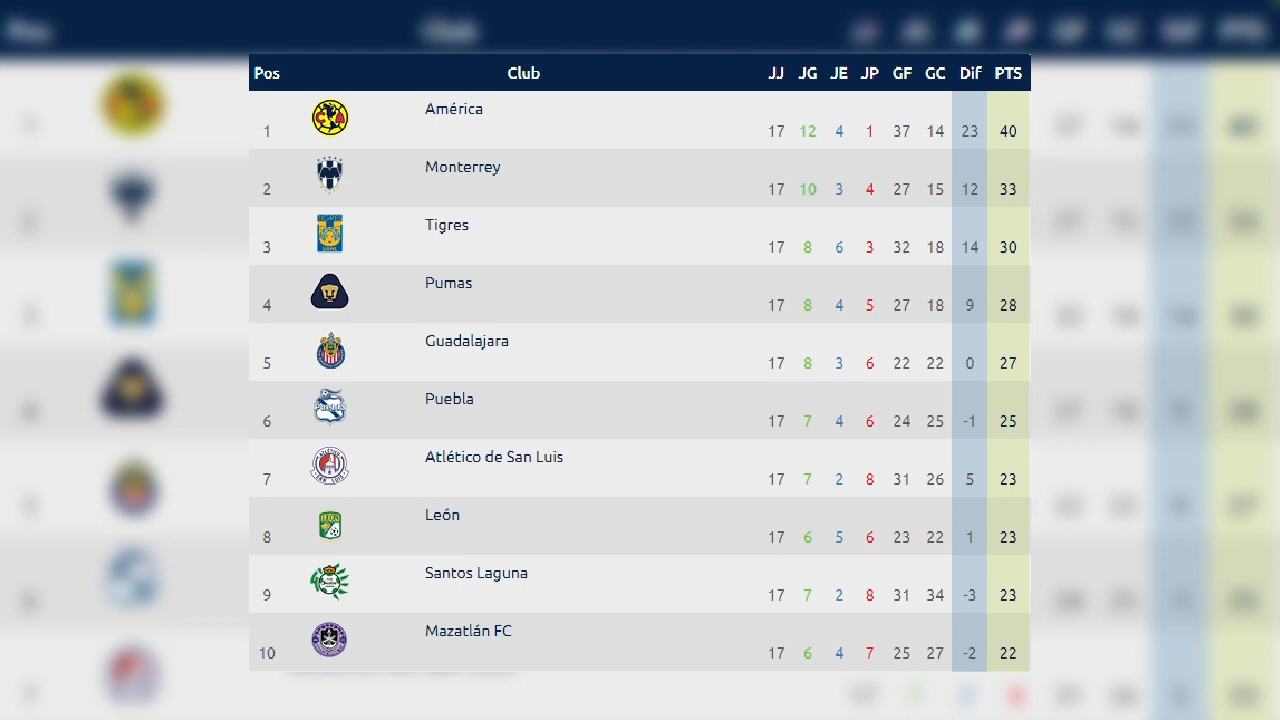 Pos Club JJ JG JE JP GF GC Dif PTS
1 América 17 12 4 1 37 14 23 40
2 Monterrey 17 10 3 4 27 15 12 33
3 Tigres 17 8 6 3 32 18 14 30
4 Pumas 17 8 4 5 27 18 9 28
5 Guadalajara 17 8 3 6 22 22 0 27
6 Puebla 17 7 4 6 24 25 -1 25
7 Atlético de San Luis 17 7 2 8 31 26 5 23
8 León 17 6 5 6 23 22 1 23
9 Santos Laguna 17 7 2 8 31 34 -3 23
10 Mazatlán FC 17 6 4 7 25 27 -2 22